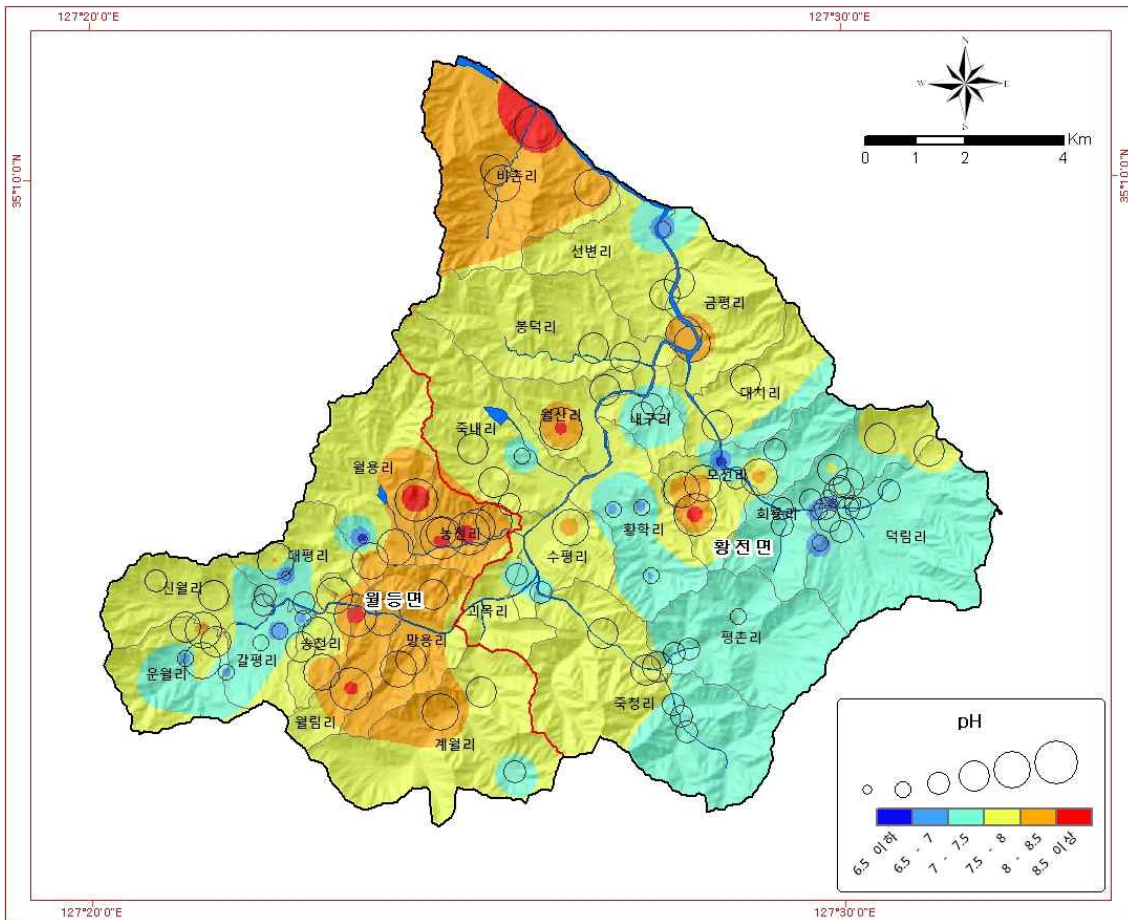 127°20'0"E
127°30'0"E
N
W
E
S
Km
0 1 2 4
35°10'0"N
35°10'0"N
비촌리
선변리
금평리
봉덕리
대치리
월산리
내구리
죽내리
월용리
모전리
회룡리
농선리
황학리
수평리
덕림리
황전면
대평리
신월리
월등면
괴목리
평촌리
송천리
망용리
갈평리
운월리
죽청리
월림리
계월리
pH
6.5 이하
6.5 - 7
7 - 7.5
7.5 - 8
8 - 8.5
8.5 이상
127°20'0"E
127°30'0"E